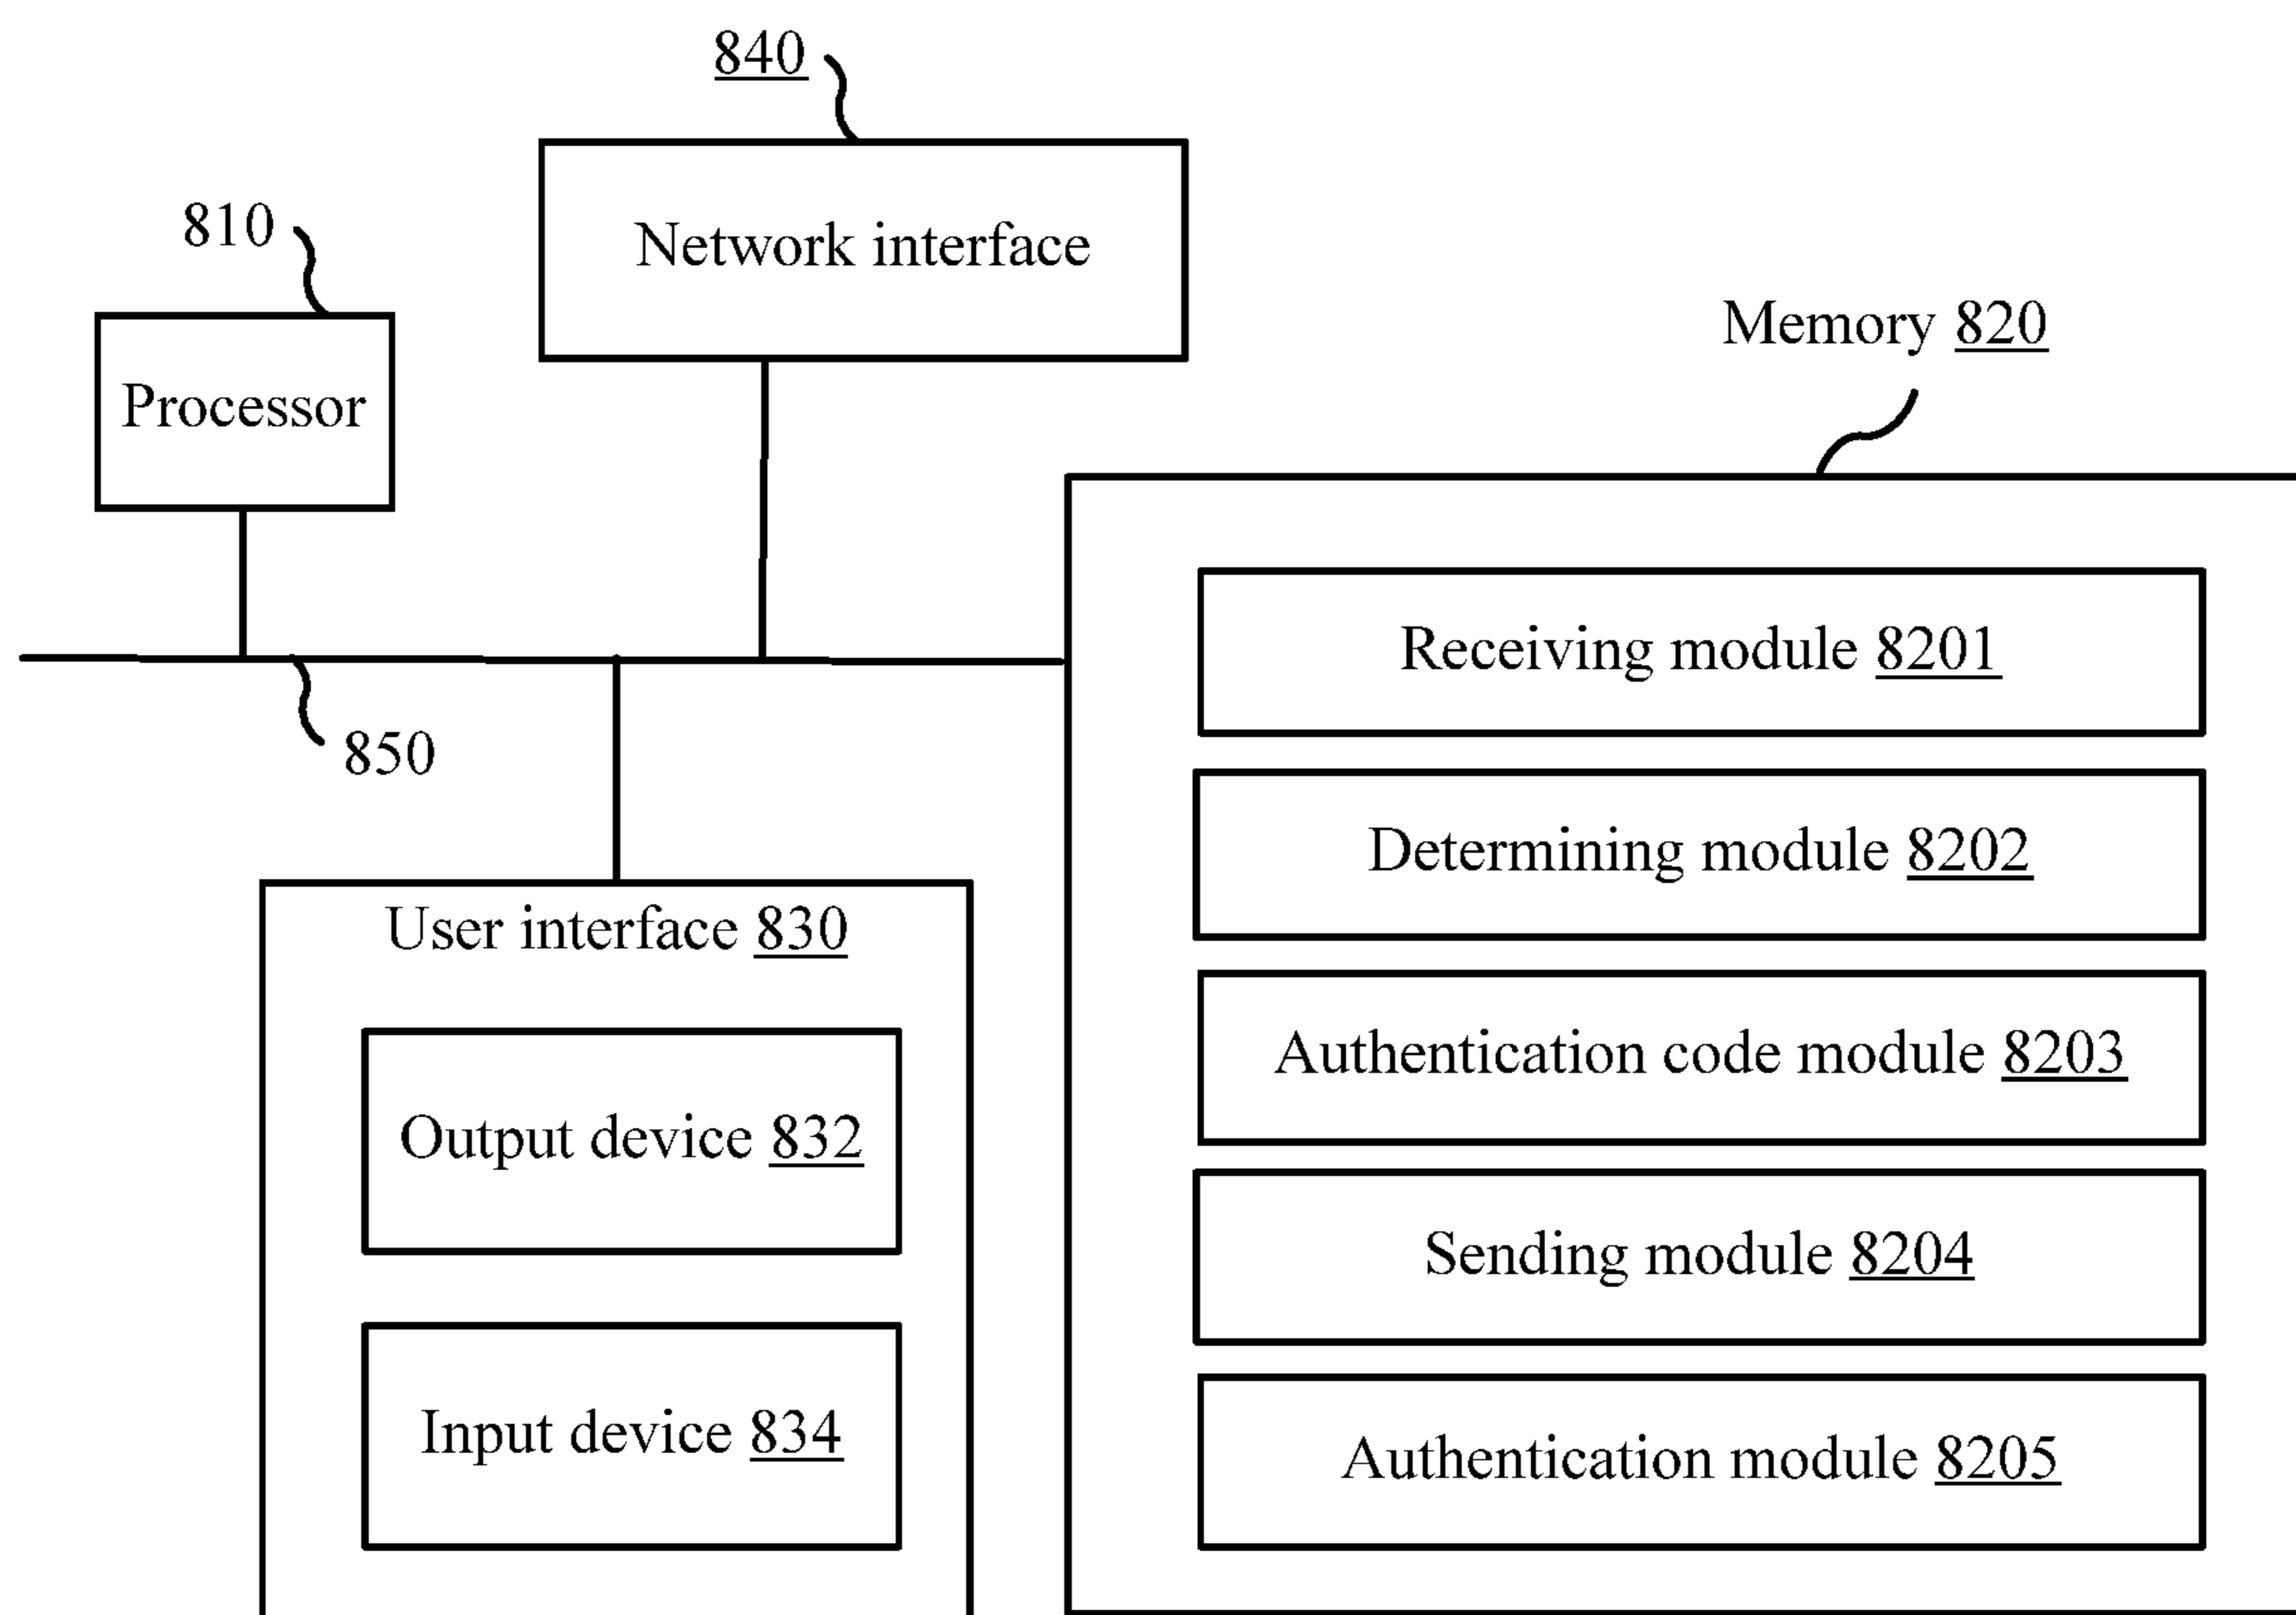 840
Network interface
810
Processor
Memory 820
Receiving module 8201
850
Determining module 8202
User interface 830
Output device 832
Input device 834
Authentication code module 8203
Sending module 8204
Authentication module 8205